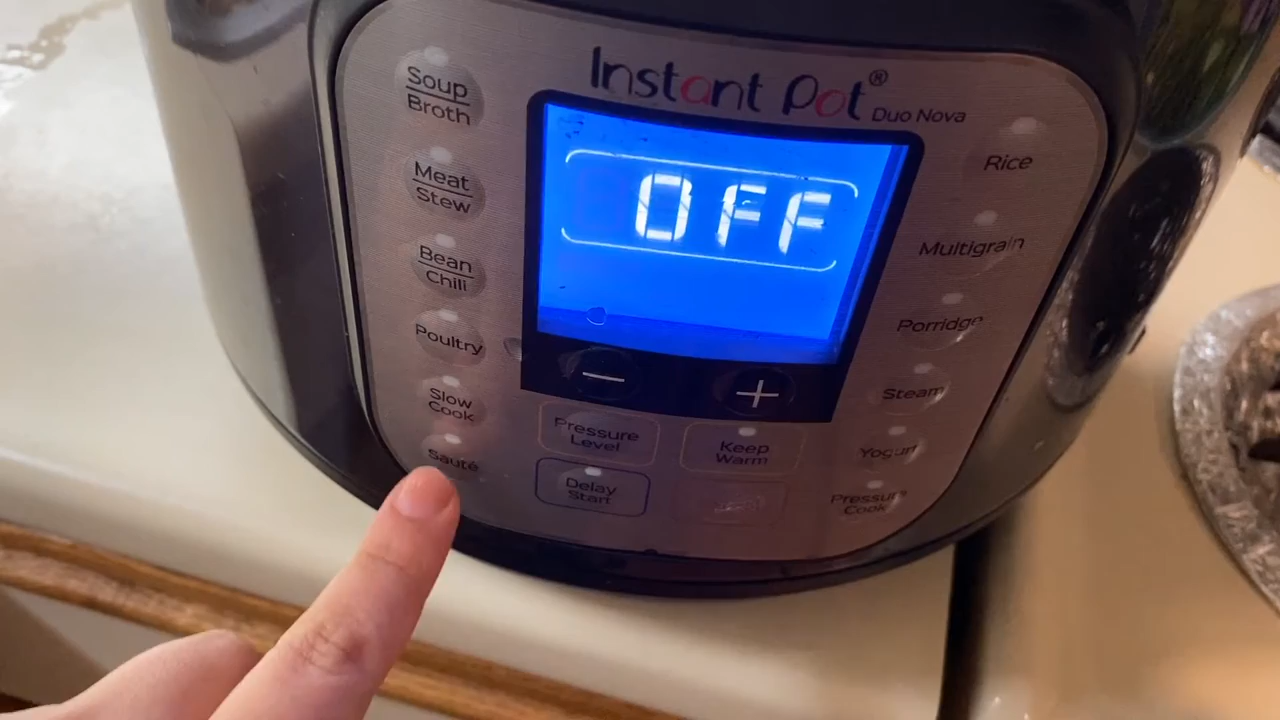 Instant Pot®
Duo Nova
OFF
Soup
Broth
Meat
Stew
Bean
Chili
Poultry
Slow
Cook
Sauté
− +
Pressure
Level
Keep
Warm
Delay
Start
Rice
Multigrain
Porridge
Steam
Yogurt
Pressure
Cook